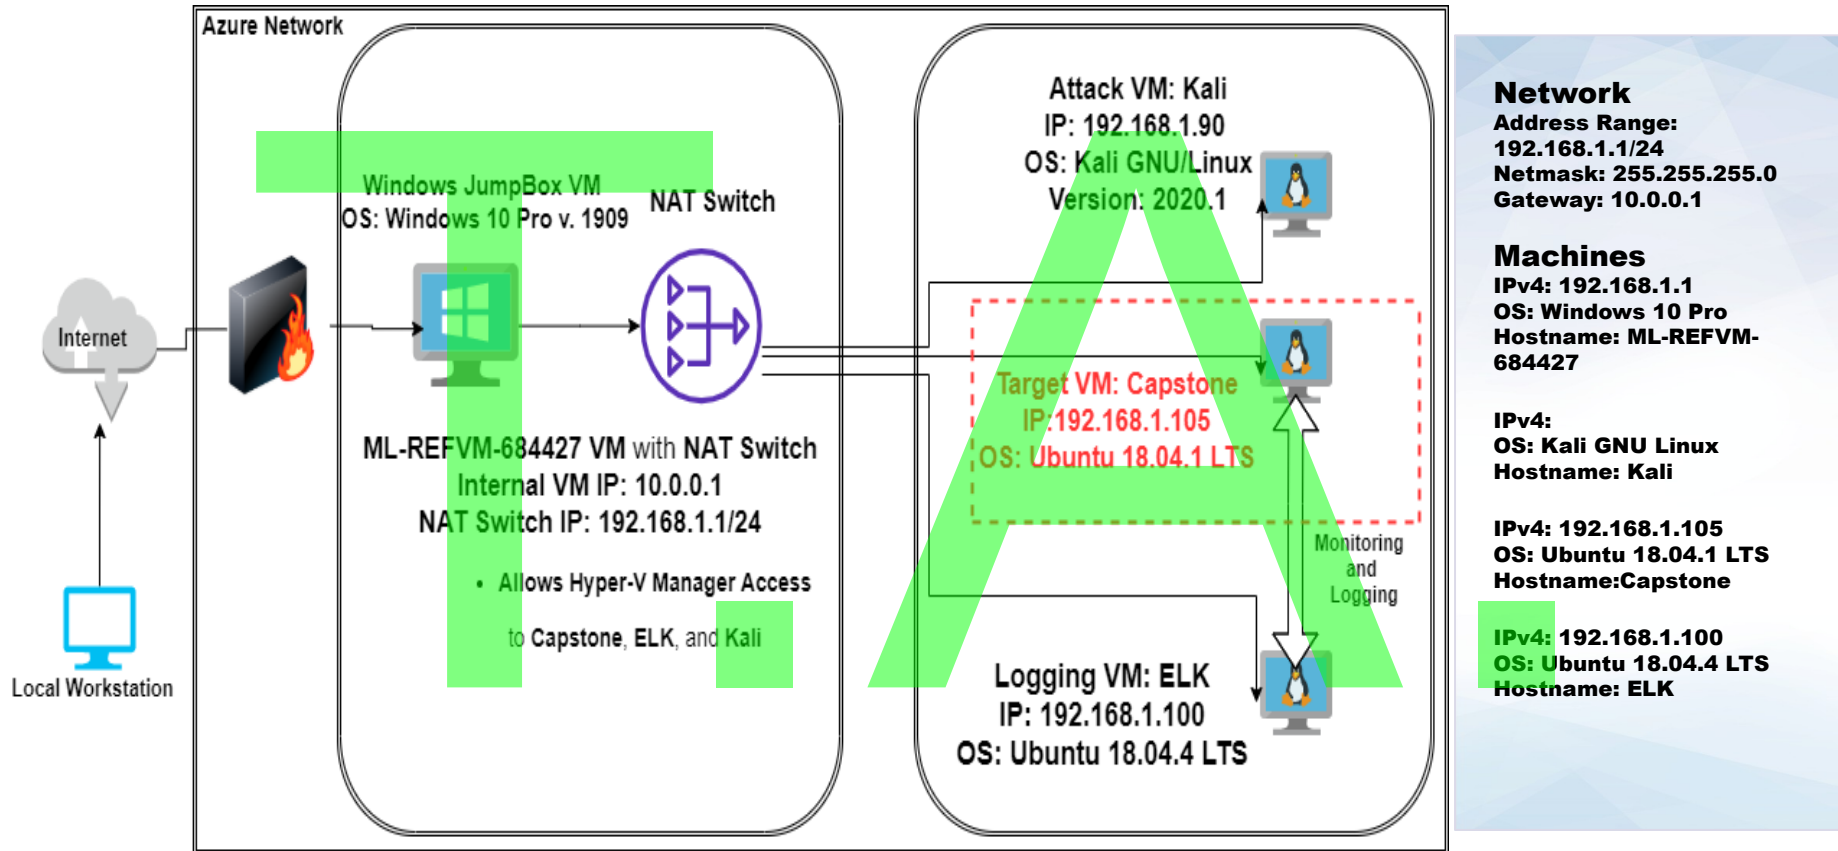 Azure Network
Internet
Local Workstation
Windows JumpBox VM
OS: Windows 10 Pro v. 1909
NAT Switch
ML-REFVM-684427 VM with NAT Switch
Internal VM IP: 10.0.0.1
NAT Switch IP: 192.168.1.1/24
• Allows Hyper-V Manager Access
to Capstone, ELK, and Kali
Attack VM: Kali
IP: 192.168.1.90
OS: Kali GNU/Linux
Version: 2020.1
Target VM: Capstone
IP:192.168.1.105
OS: Ubuntu 18.04.1 LTS
Monitoring
and
Logging
Logging VM: ELK
IP: 192.168.1.100
OS: Ubuntu 18.04.4 LTS
Network
Address Range:
192.168.1.1/24
Netmask: 255.255.255.0
Gateway: 10.0.0.1
Machines
IPv4: 192.168.1.1
OS: Windows 10 Pro
Hostname: ML-REFVM-
684427
IPv4:
OS: Kali GNU Linux
Hostname: Kali
IPv4: 192.168.1.105
OS: Ubuntu 18.04.1 LTS
Hostname:Capstone
IPv4: 192.168.1.100
OS: Ubuntu 18.04.4 LTS
Hostname: ELK
T.A.